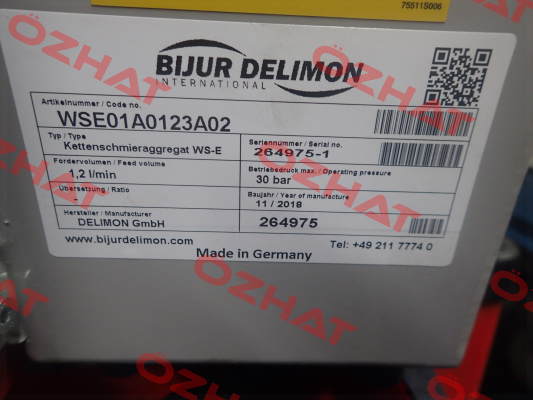 75511S006
BIJUR DELIMON
INTERNATIONAL
Artikelnummer / Code no.
WSE01A0123A02
Typ / Type
Kettenschmieraggregat WS-E
Seriennummer / Serial no.
264975-1
Fördervolumen / Feed volume
1,2 l/min
Betriebsdruck max. / Operating pressure
30 bar
Übersetzung / Ratio
-
Baujahr / Year of manufacture
11 / 2018
Hersteller / Manufacturer
DELIMON GmbH
264975
www.bijurdelimon.com
Tel: +49 211 7774 0
Made in Germany
OZHAT
OZHAT
OZHAT
OZHAT
OZHAT
OZHAT